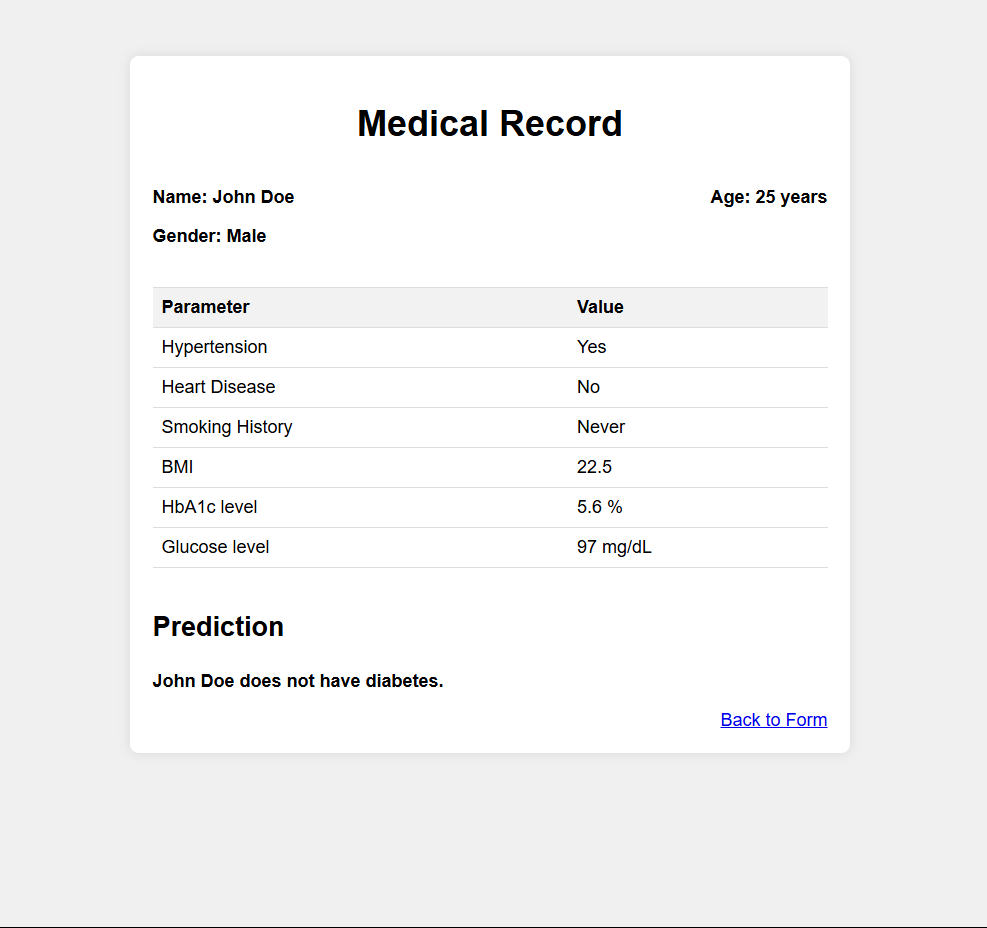 Medical Record
Name: John Doe Age: 25 years
Gender: Male
Parameter Value
Hypertension Yes
Heart Disease No
Smoking History Never
BMI 22.5
HbA1c level 5.6 %
Glucose level 97 mg/dL
Prediction
John Doe does not have diabetes.
Back to Form